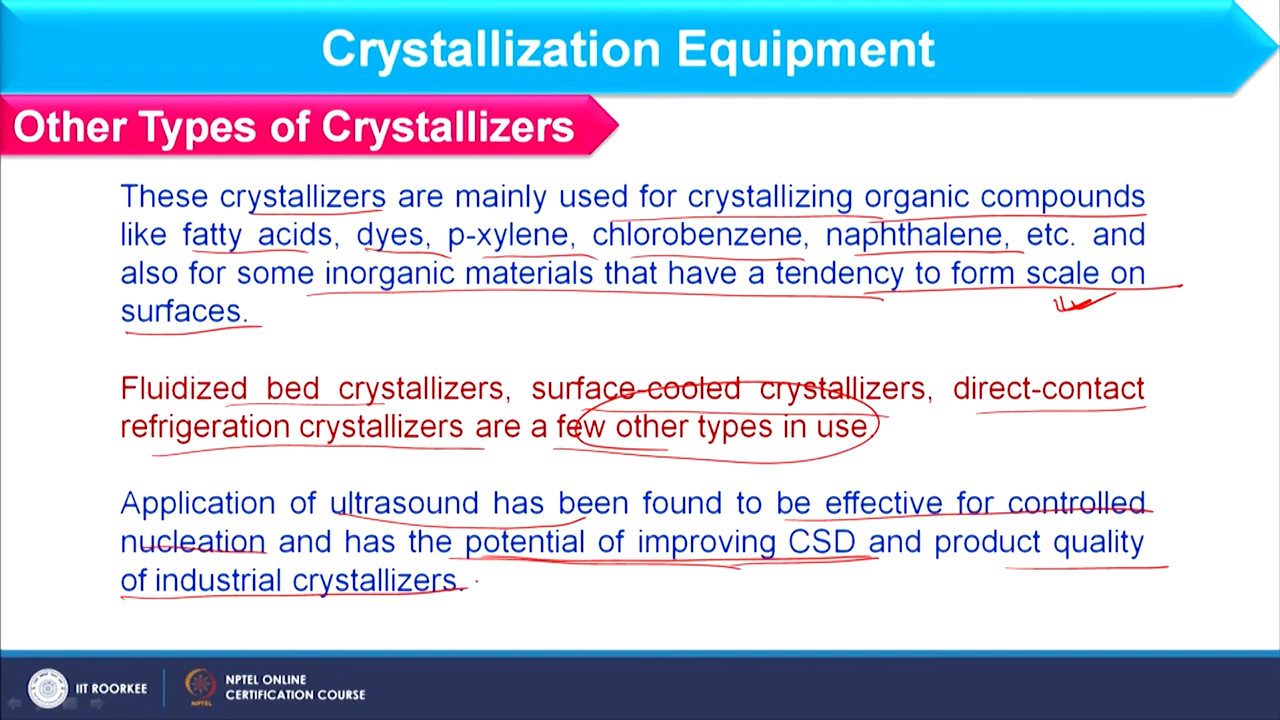 Crystallization Equipment
Other Types of Crystallizers
These crystallizers are mainly used for crystallizing organic compounds
like fatty acids, dyes, p-xylene, chlorobenzene, naphthalene, etc. and
also for some inorganic materials that have a tendency to form scale on
surfaces.
Fluidized bed crystallizers, surface-cooled crystallizers, direct-contact
refrigeration crystallizers are a few other types in use
Application of ultrasound has been found to be effective for controlled
nucleation and has the potential of improving CSD and product quality
of industrial crystallizers.
IIT ROORKEE
NPTEL ONLINE
CERTIFICATION COURSE
NPTEL